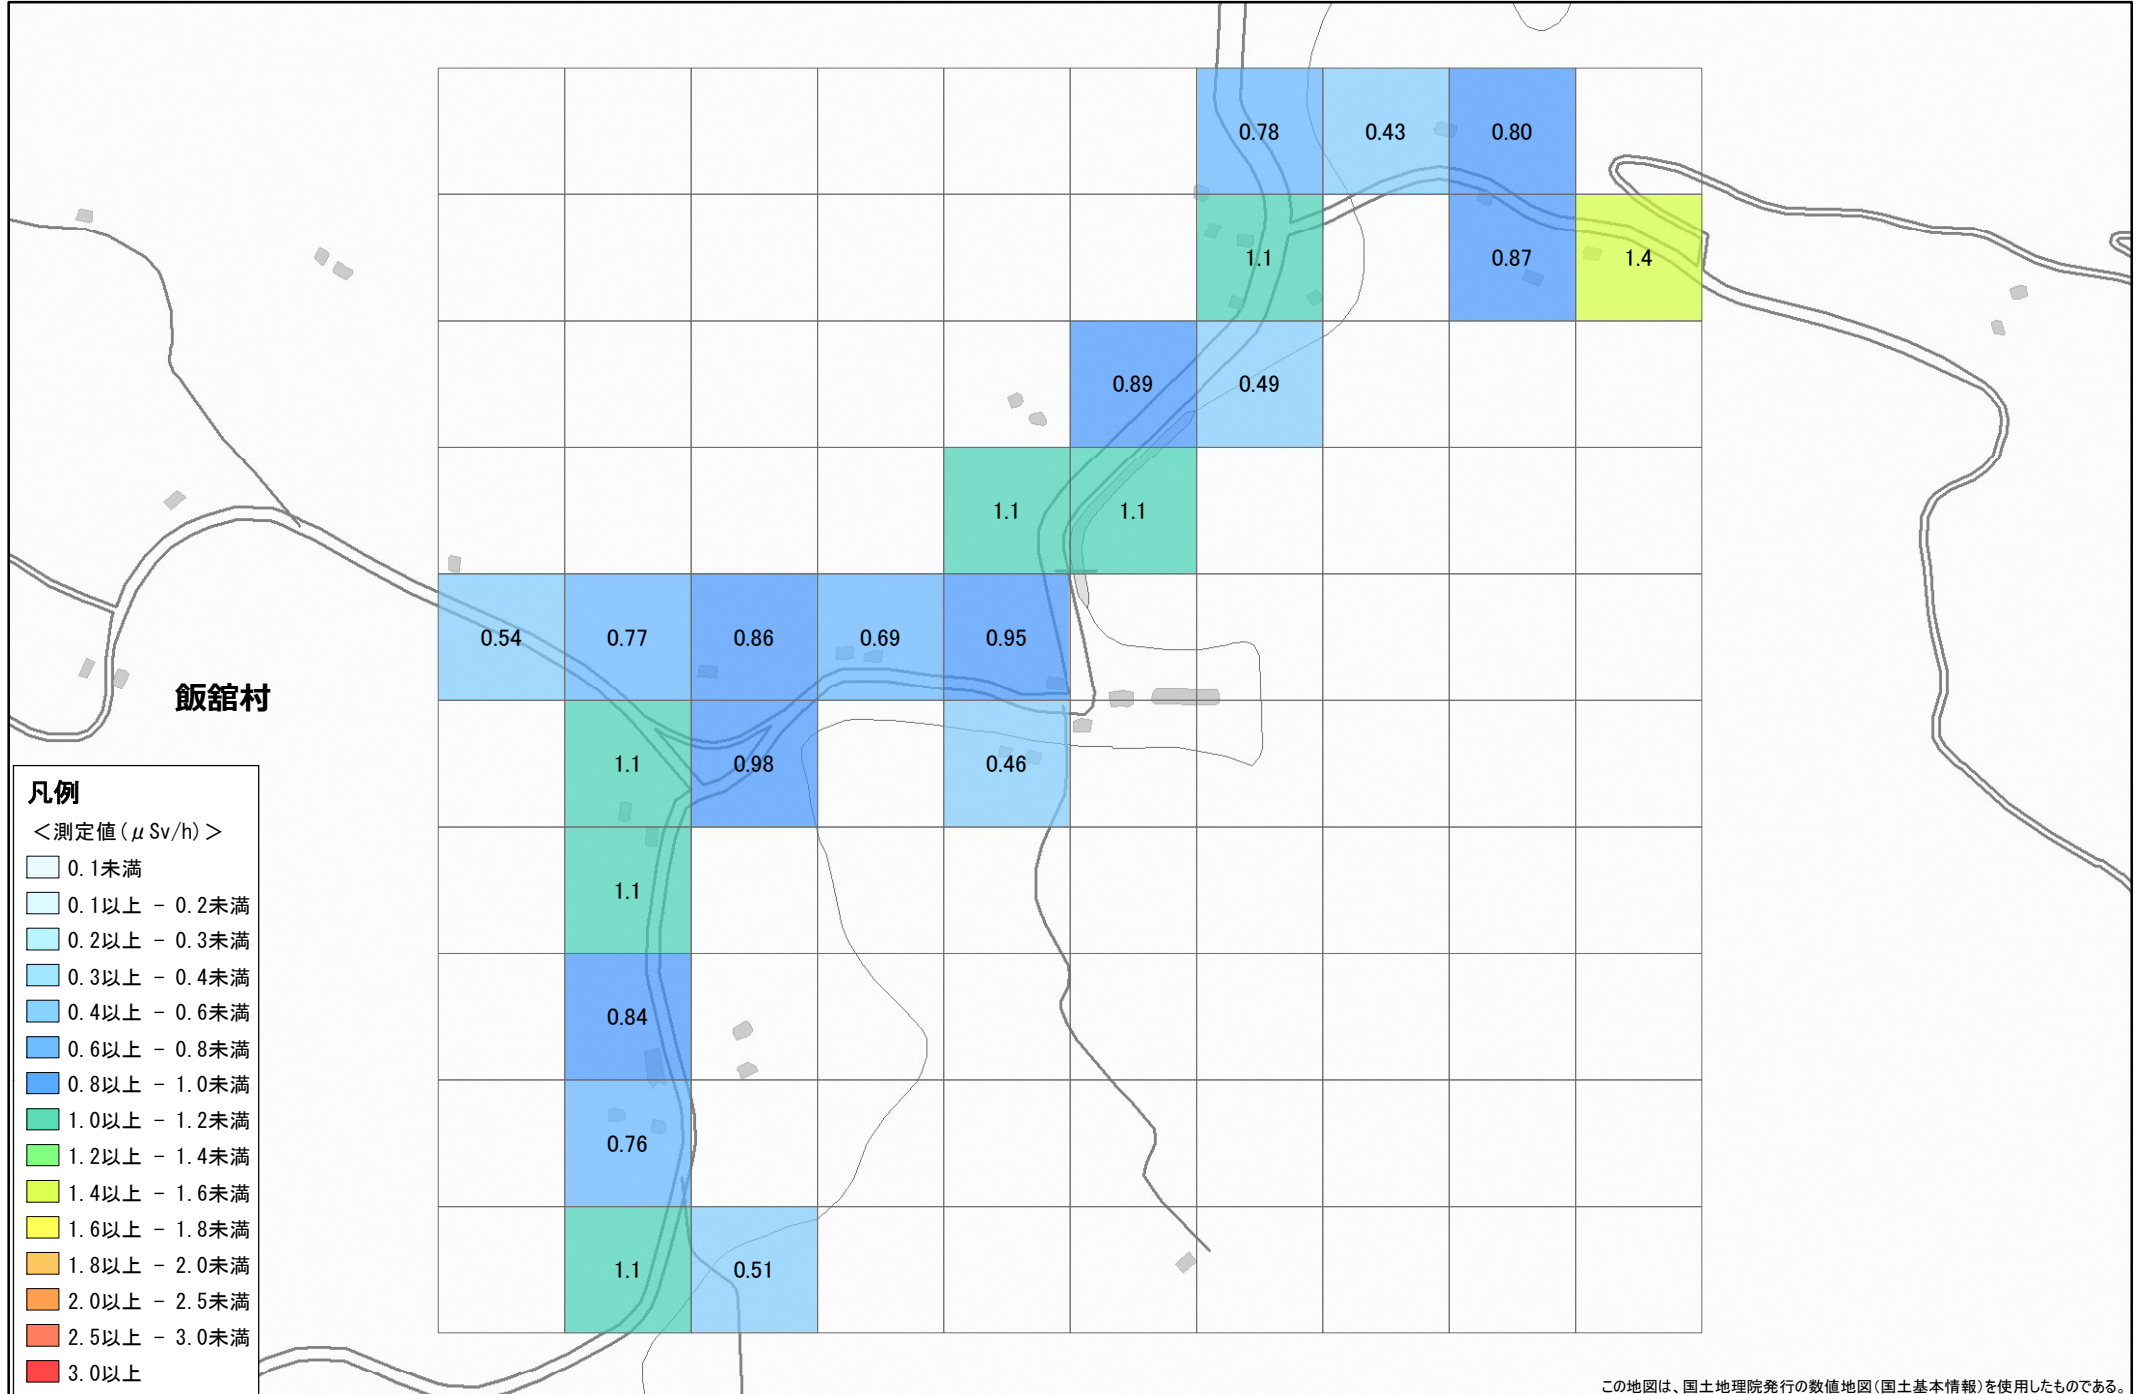 0.78 0.43 0.80
1.1 0.87 1.4
0.89 0.49
1.1 1.1
0.54 0.77 0.86 0.69 0.95
飯舘村
1.1 0.98 0.46
1.1
0.84
0.76
1.1 0.51
凡例
＜測定値(μSv/h)＞
0.1未満
0.1以上 - 0.2未満
0.2以上 - 0.3未満
0.3以上 - 0.4未満
0.4以上 - 0.6未満
0.6以上 - 0.8未満
0.8以上 - 1.0未満
1.0以上 - 1.2未満
1.2以上 - 1.4未満
1.4以上 - 1.6未満
1.6以上 - 1.8未満
1.8以上 - 2.0未満
2.0以上 - 2.5未満
2.5以上 - 3.0未満
3.0以上
この地図は、国土地理院発行の数値地図(国土基本情報)を使用したものである。